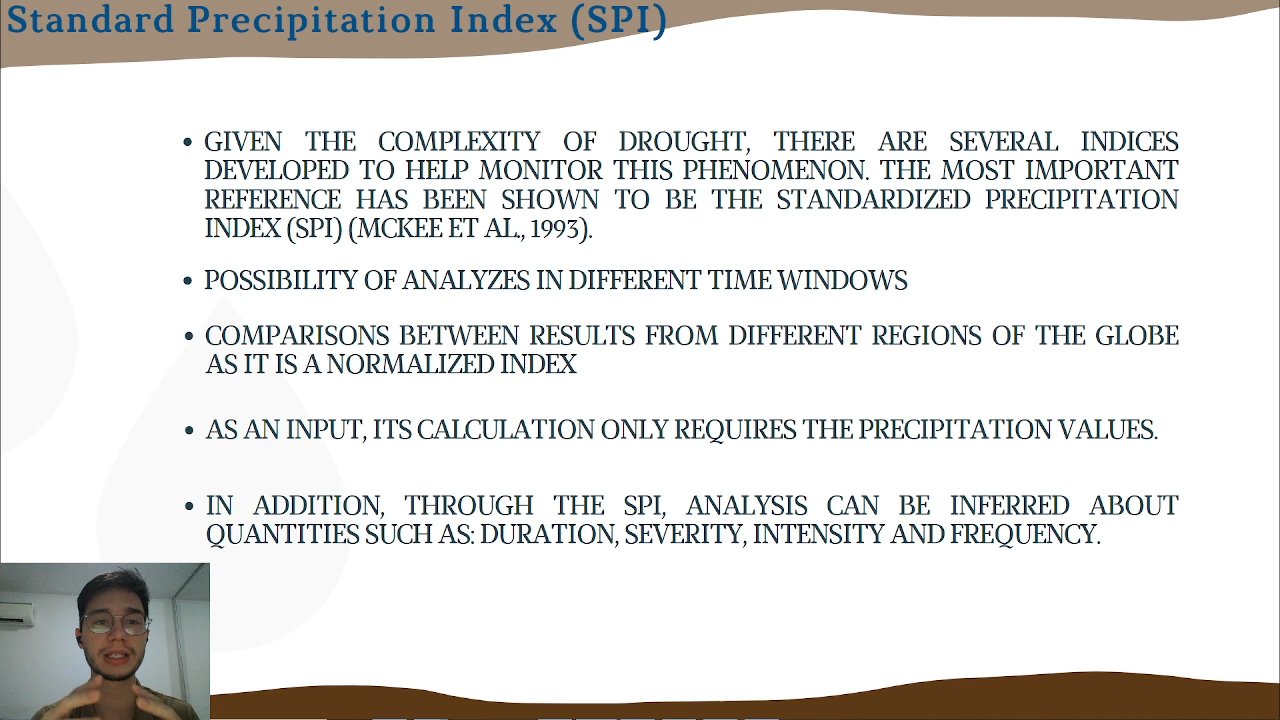 Standard Precipitation Index (SPI)
• GIVEN THE COMPLEXITY OF DROUGHT, THERE ARE SEVERAL INDICES
DEVELOPED TO HELP MONITOR THIS PHENOMENON. THE MOST IMPORTANT
REFERENCE HAS BEEN SHOWN TO BE THE STANDARDIZED PRECIPITATION
INDEX (SPI) (MCKEE ET AL., 1993).
• POSSIBILITY OF ANALYZES IN DIFFERENT TIME WINDOWS
• COMPARISONS BETWEEN RESULTS FROM DIFFERENT REGIONS OF THE GLOBE
AS IT IS A NORMALIZED INDEX
• AS AN INPUT, ITS CALCULATION ONLY REQUIRES THE PRECIPITATION VALUES.
• IN ADDITION, THROUGH THE SPI, ANALYSIS CAN BE INFERRED ABOUT
QUANTITIES SUCH AS: DURATION, SEVERITY, INTENSITY AND FREQUENCY.